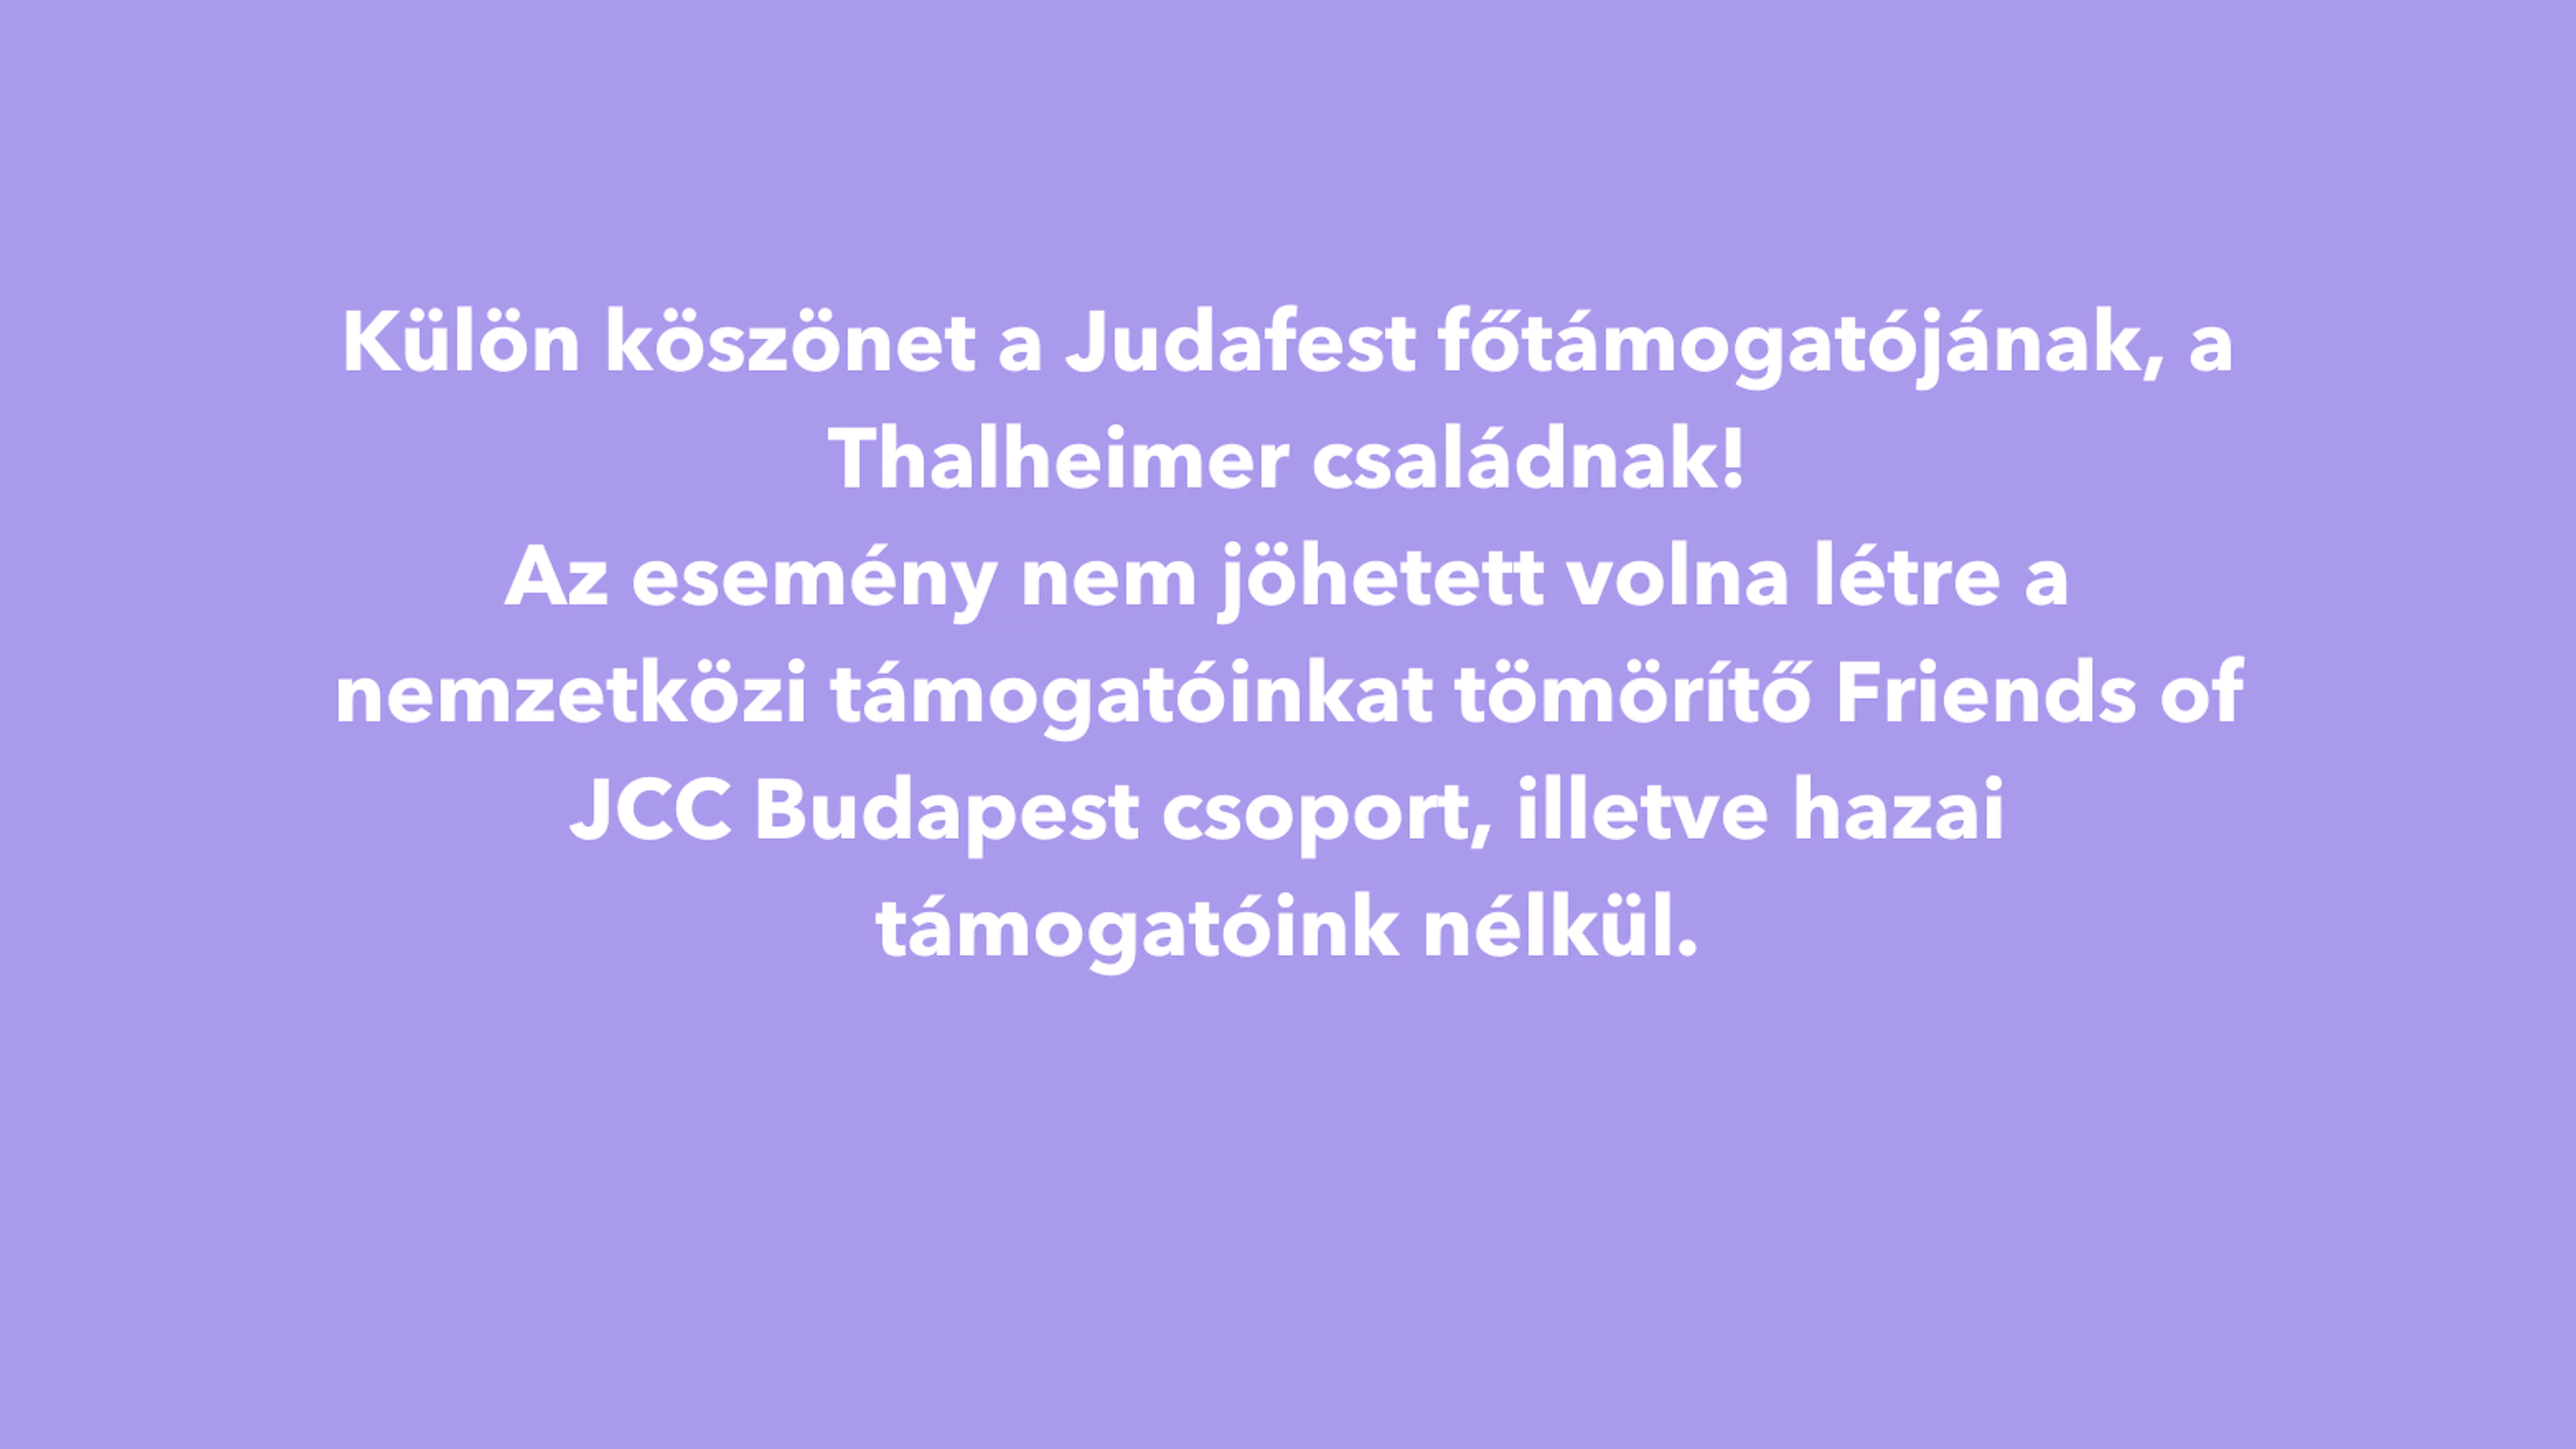 Külön köszönet a Judafest főtámogatójának, a
Thalheimer családnak!
Az esemény nem jöhetett volna létre a
nemzetközi támogatóinkat tömörítő Friends of
JCC Budapest csoport, illetve hazai
támogatóink nélkül.